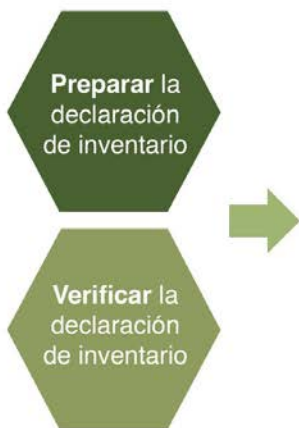 Preparar la
declaración
de inventario
Verificar la
declaración
de inventario